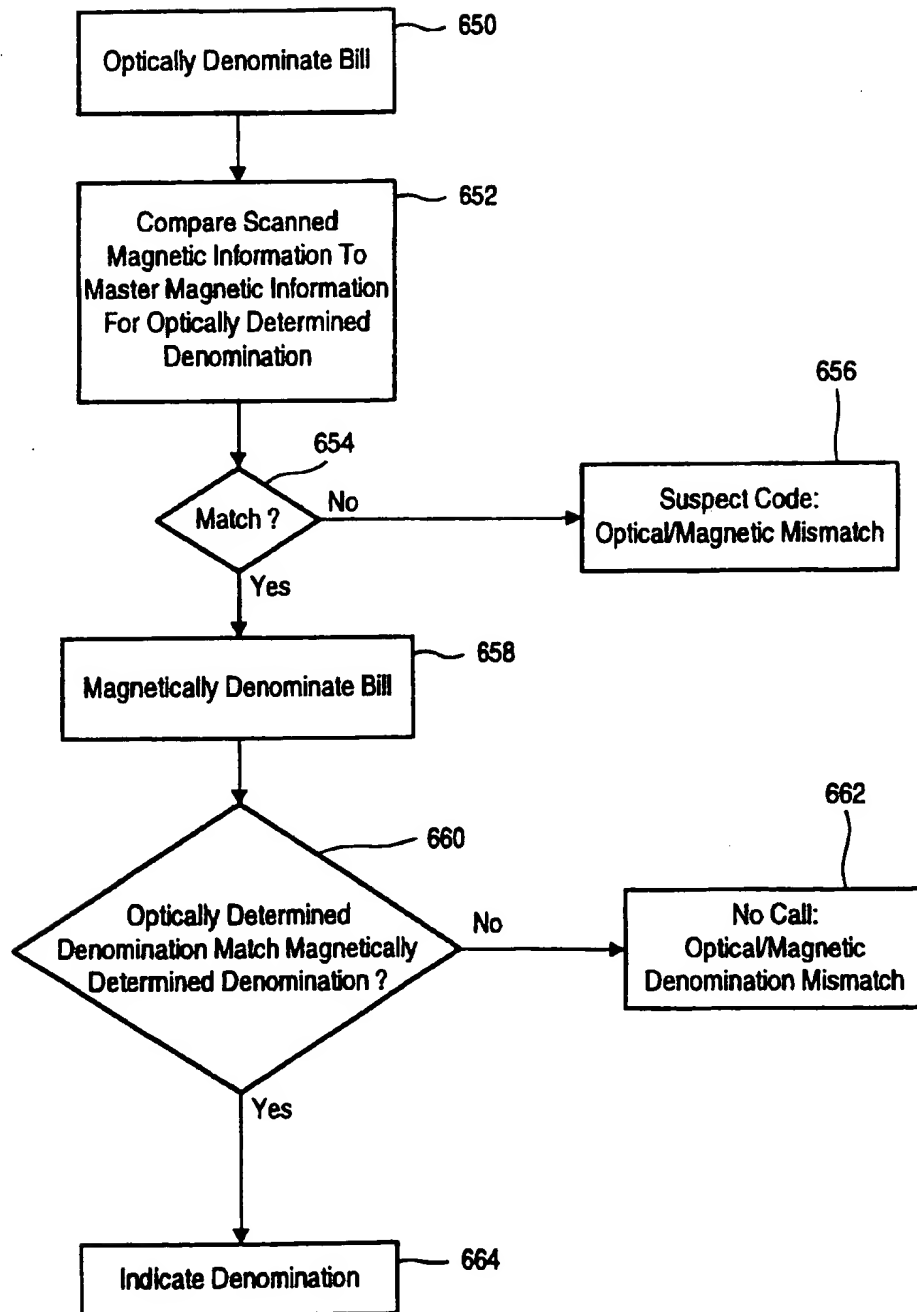 650
Optically Denominate Bill
652
Compare Scanned
Magnetic Information To
Master Magnetic Information
For Optically Determined
Denomination
654
Match ?
No
Yes
656
Suspect Code:
Optical/Magnetic Mismatch
658
Magnetically Denominate Bill
660
Optically Determined
Denomination Match Magnetically
Determined Denomination ?
No
Yes
662
No Call:
Optical/Magnetic
Denomination Mismatch
664
Indicate Denomination